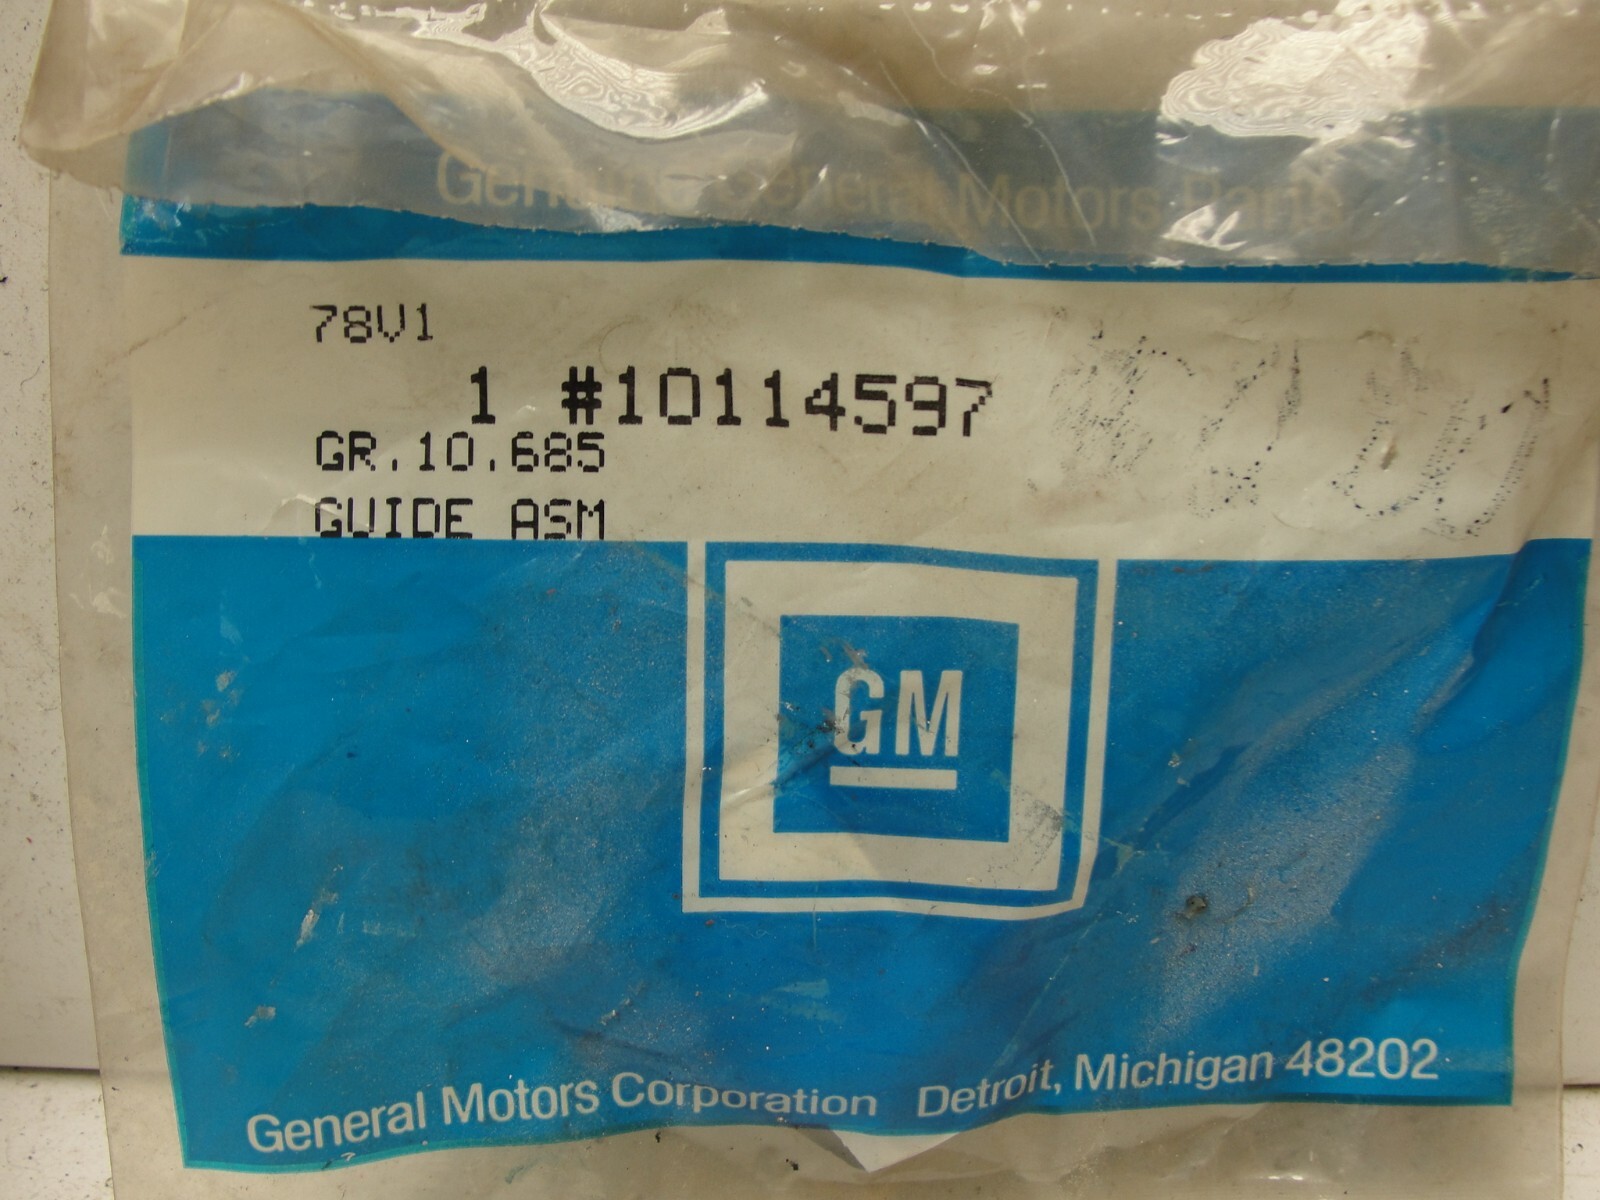 Genuine General Motors Parts
78V1
1 #10114597
GR.10.685
GUIDE ASM
GM
General Motors Corporation Detroit, Michigan 48202